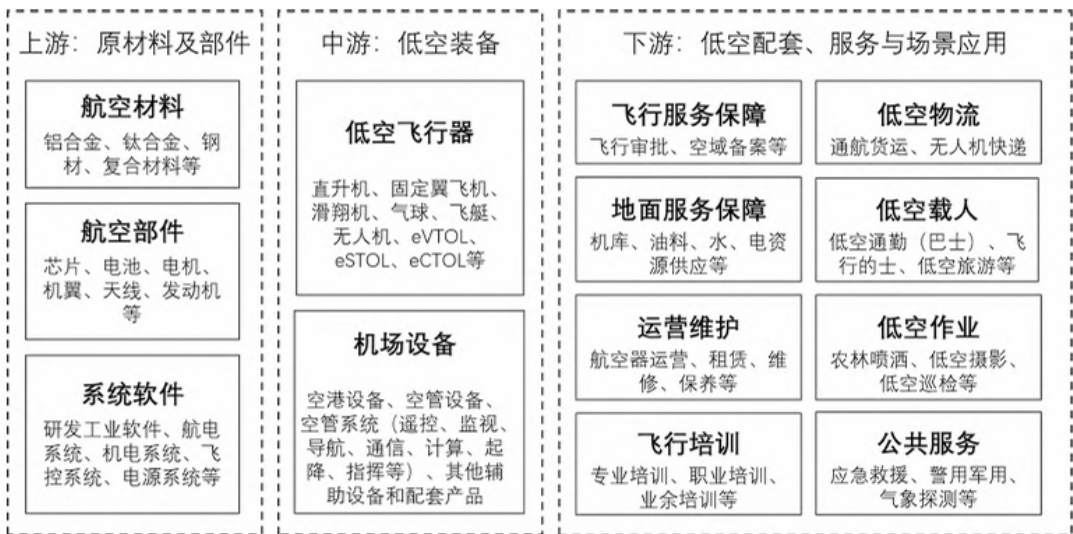 上游：原材料及部件
航空材料
铝合金、钛合金、钢
材、复合材料等
航空部件
芯片、电池、电机、
机翼、天线、发动机
等
系统软件
研发工业软件、航电
系统、机电系统、飞
控系统、电源系统等
中游：低空装备
低空飞行器
直升机、固定翼飞机、
滑翔机、气球、飞艇、
无人机、eVTOL、
eSTOL、eCTOL等
机场设备
空港设备、空管设备、
空管系统（遥控、监视、
导航、通信、计算、起
降、指挥等）、其他辅
助设备和配套产品
下游：低空配套、服务与场景应用
飞行服务保障
飞行审批、空域备案等
地面服务保障
机库、油料、水、电资
源供应等
运营维护
航空器运营、租赁、维
修、保养等
飞行培训
专业培训、职业培训、
业余培训等
低空物流
通航货运、无人机快递
低空载人
低空通勤（巴士）、飞
行的士、低空旅游等
低空作业
农林喷洒、低空摄影、
低空巡检等
公共服务
应急救援、警用军用、
气象探测等